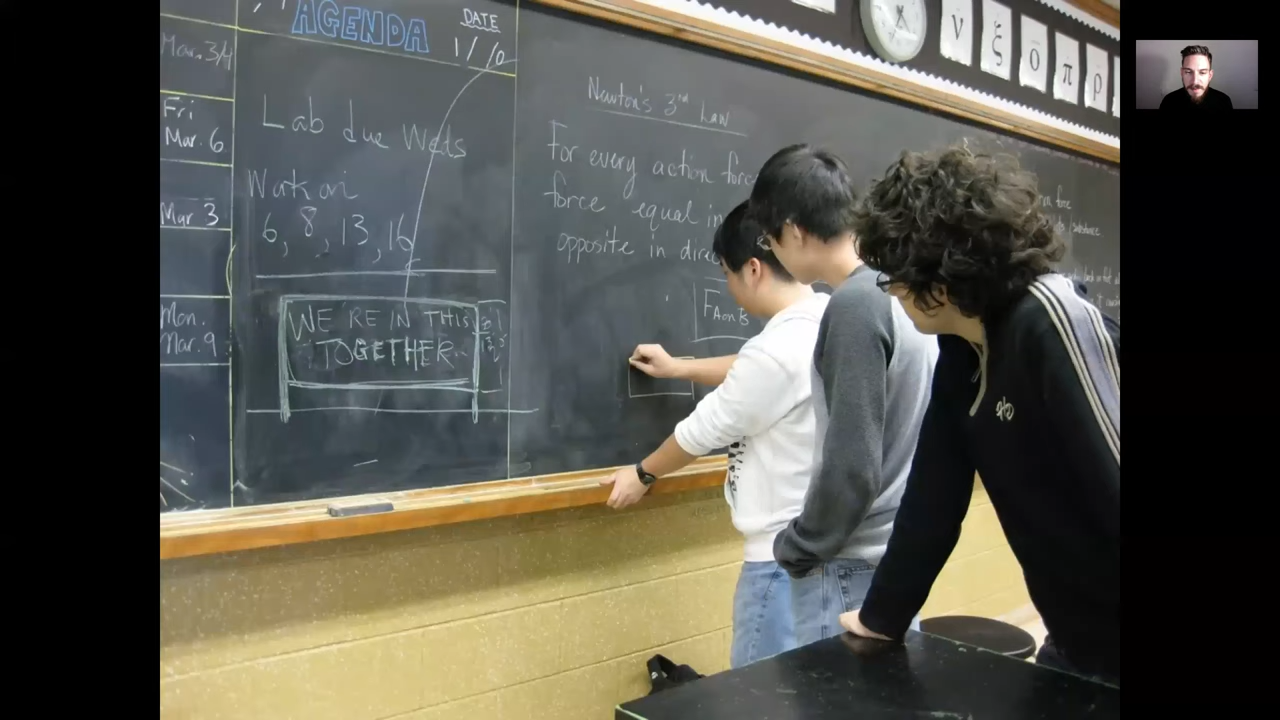 AGENDA
DATE
Mar. 3/4
Fri
Mar. 6
Mar 3
Mon.
Mar. 9
Lab due Weds
Work on
6, 8, 13, 16
WE'RE IN THIS
TOGETHER
Newton's 3rd Law
For every action forc
force equal in
opposite in direc
F A on B
ν ξ ο π ρ
force
/substance